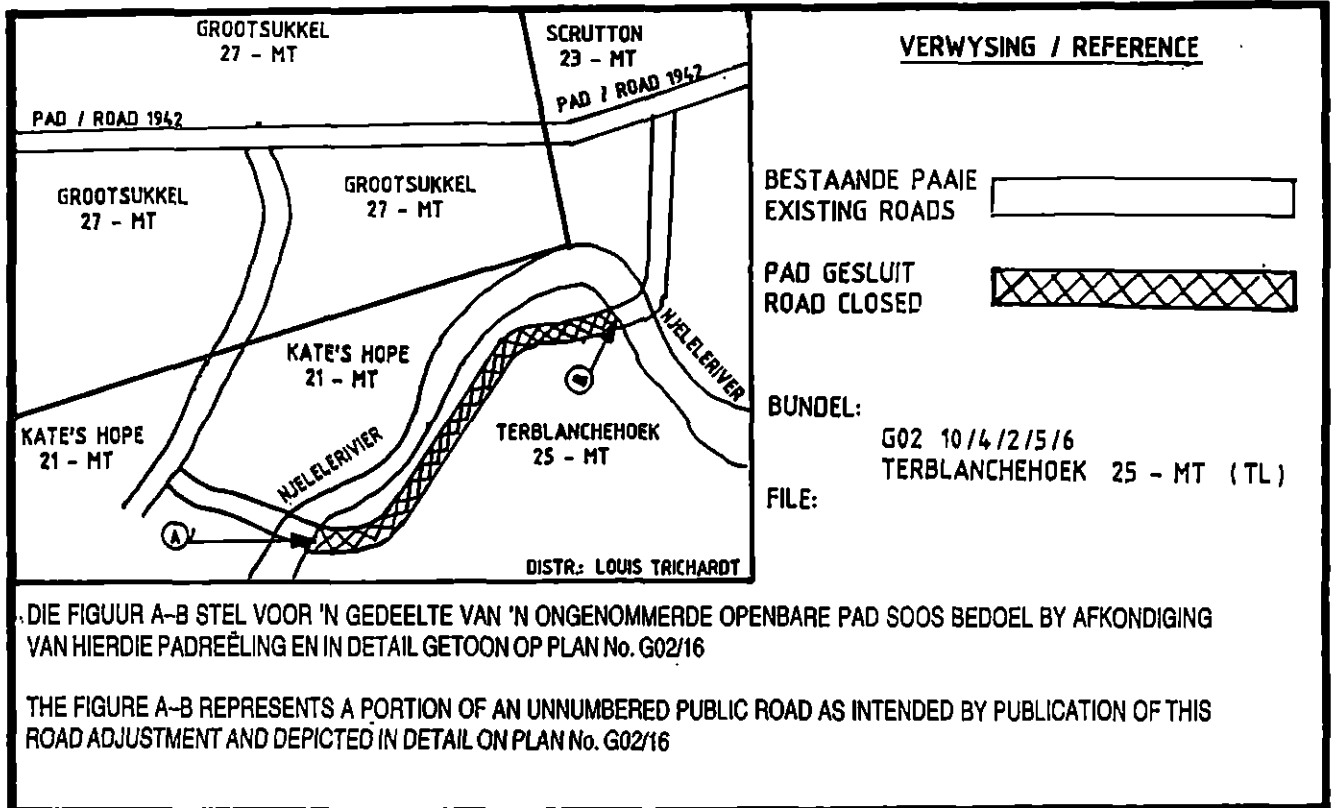 GROOTSUKKEL
27 - MT
SCRUTTON
23 - MT
PAD / ROAD 1942
PAD / ROAD 1942
GROOTSUKKEL
27 - MT
GROOTSUKKEL
27 - MT
KATE'S HOPE
21 - MT
NJELELERIVER
KATE'S HOPE
21 - MT
TERBLANCHEHOEK
25 - MT
NJELELERIVIER
A
B
DISTR.: LOUIS TRICHARDT
VERWYSING / REFERENCE
BESTAANDE PAAIE
EXISTING ROADS
PAD GESLUIT
ROAD CLOSED
BUNDEL:
G02 10/4/2/5/6
TERBLANCHEHOEK 25 - MT (TL)
FILE:
DIE FIGUUR A-B STEL VOOR 'N GEDEELTE VAN 'N ONGENOMMERDE OPENBARE PAD SOOS BEDOEL BY AFKONDIGING
VAN HIERDIE PADREËLING EN IN DETAIL GETOON OP PLAN No. G02/16
THE FIGURE A-B REPRESENTS A PORTION OF AN UNNUMBERED PUBLIC ROAD AS INTENDED BY PUBLICATION OF THIS
ROAD ADJUSTMENT AND DEPICTED IN DETAIL ON PLAN No. G02/16